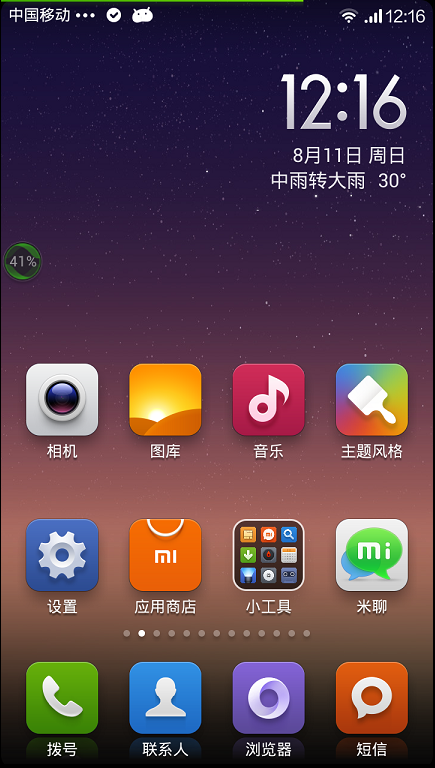 中国移动 12:16
12:16
8月11日 周日
中雨转大雨 30°
41%
相机 图库 音乐 主题风格
mi mi
设置 应用商店 小工具 米聊
拨号 联系人 浏览器 短信